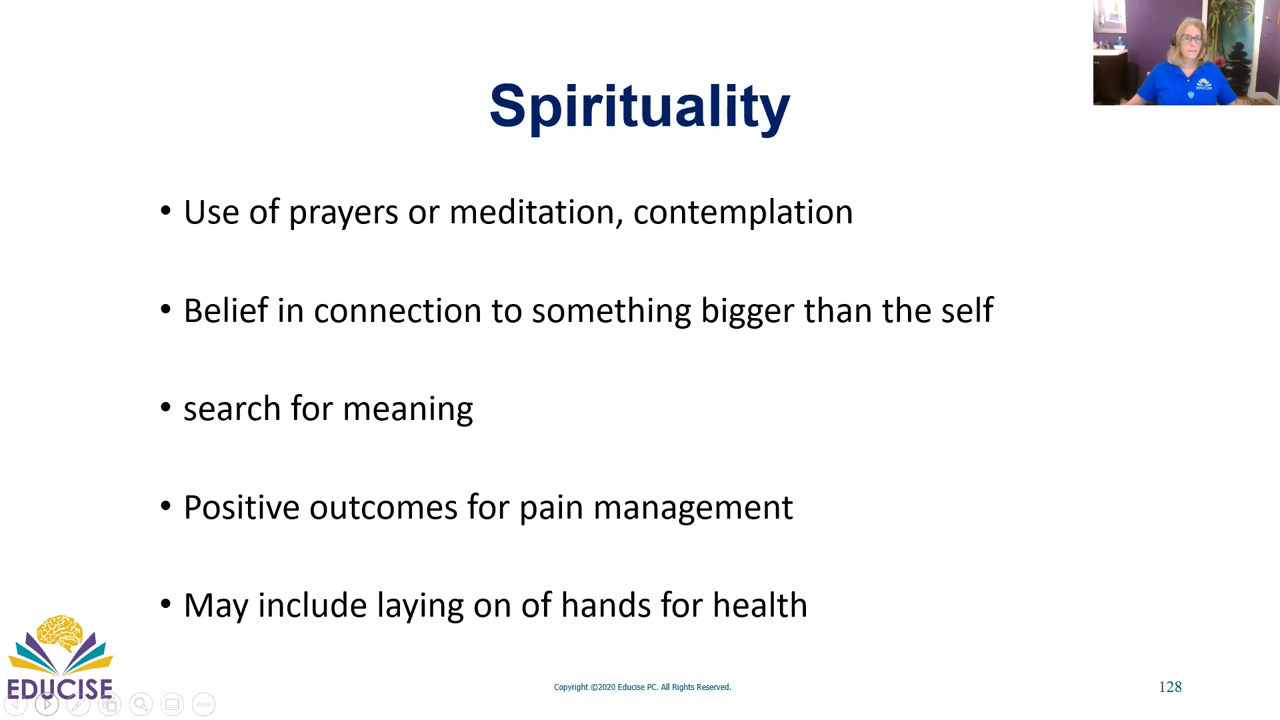 Spirituality
• Use of prayers or meditation, contemplation
• Belief in connection to something bigger than the self
• search for meaning
• Positive outcomes for pain management
• May include laying on of hands for health
EDUCISE
Copyright ©2020 Educise PC. All Rights Reserved.
128